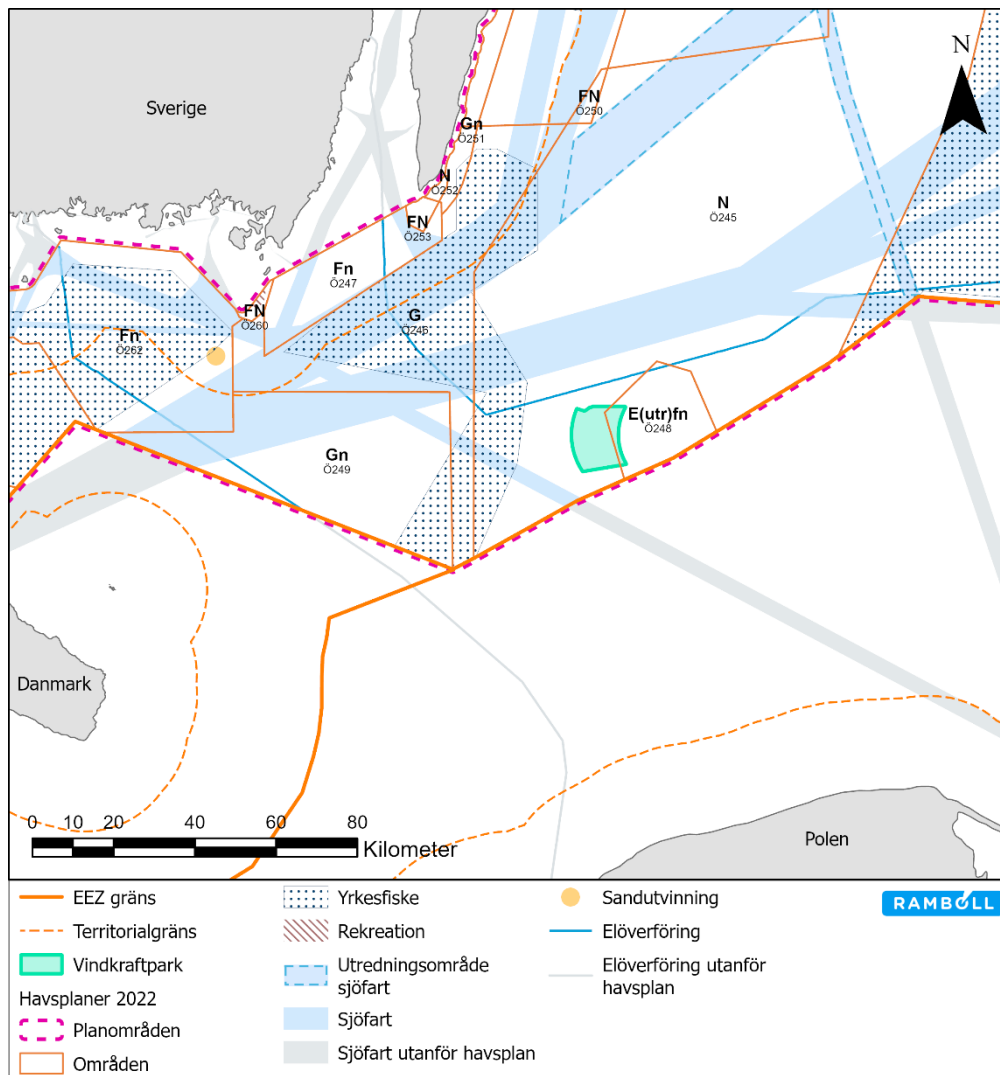 N
Sverige
FN
Ö250
Gn
Ö251
N
Ö252
N
Ö245
FN
Ö253
Fn
Ö247
FN
Ö260
G
Ö246
Fn
Ö262
E(utr)fn
Ö248
Gn
Ö249
Danmark
Polen
0 10 20 40 60 80
Kilometer
EEZ gräns
Territorialgräns
Vindkraftpark
Havsplaner 2022
Planområden
Områden
Yrkesfiske
Rekreation
Utredningsområde
sjöfart
Sjöfart
Sjöfart utanför havsplan
Sandutvinning
Elöverföring
Elöverföring utanför
havsplan
RAMBOLL